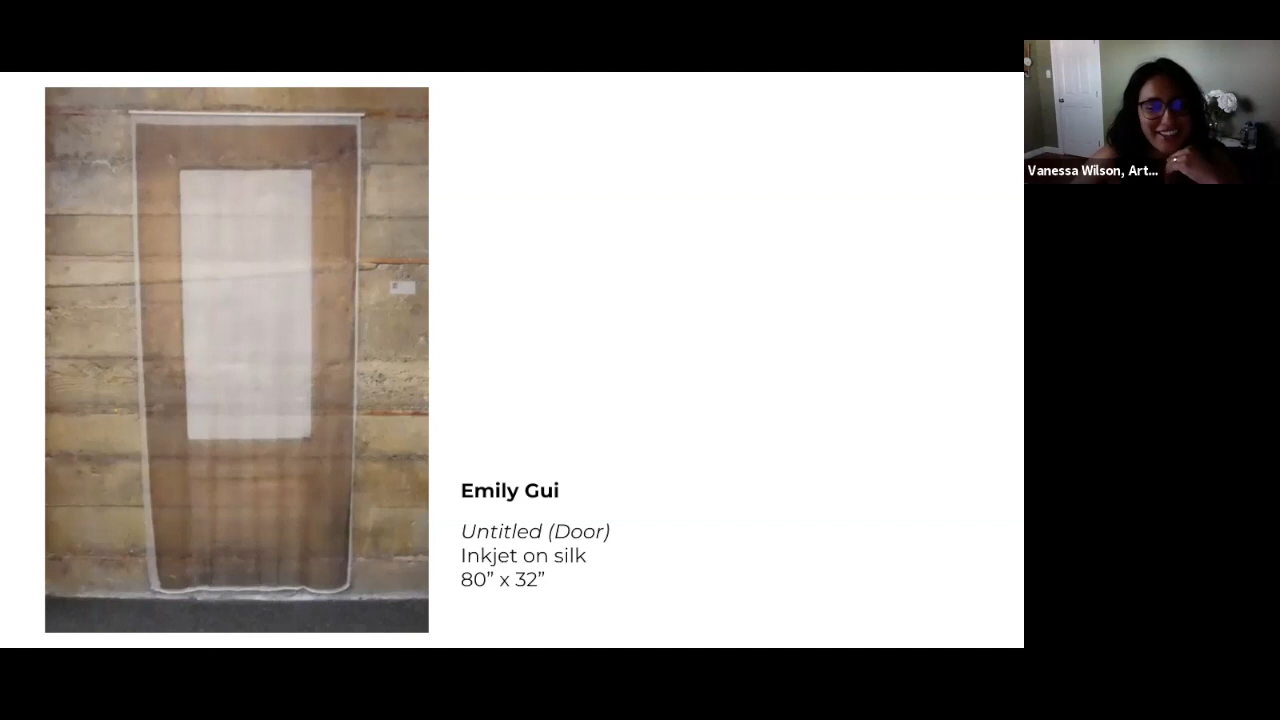 Emily Gui
Untitled (Door)
Inkjet on silk
80” x 32”
Vanessa Wilson, Art...